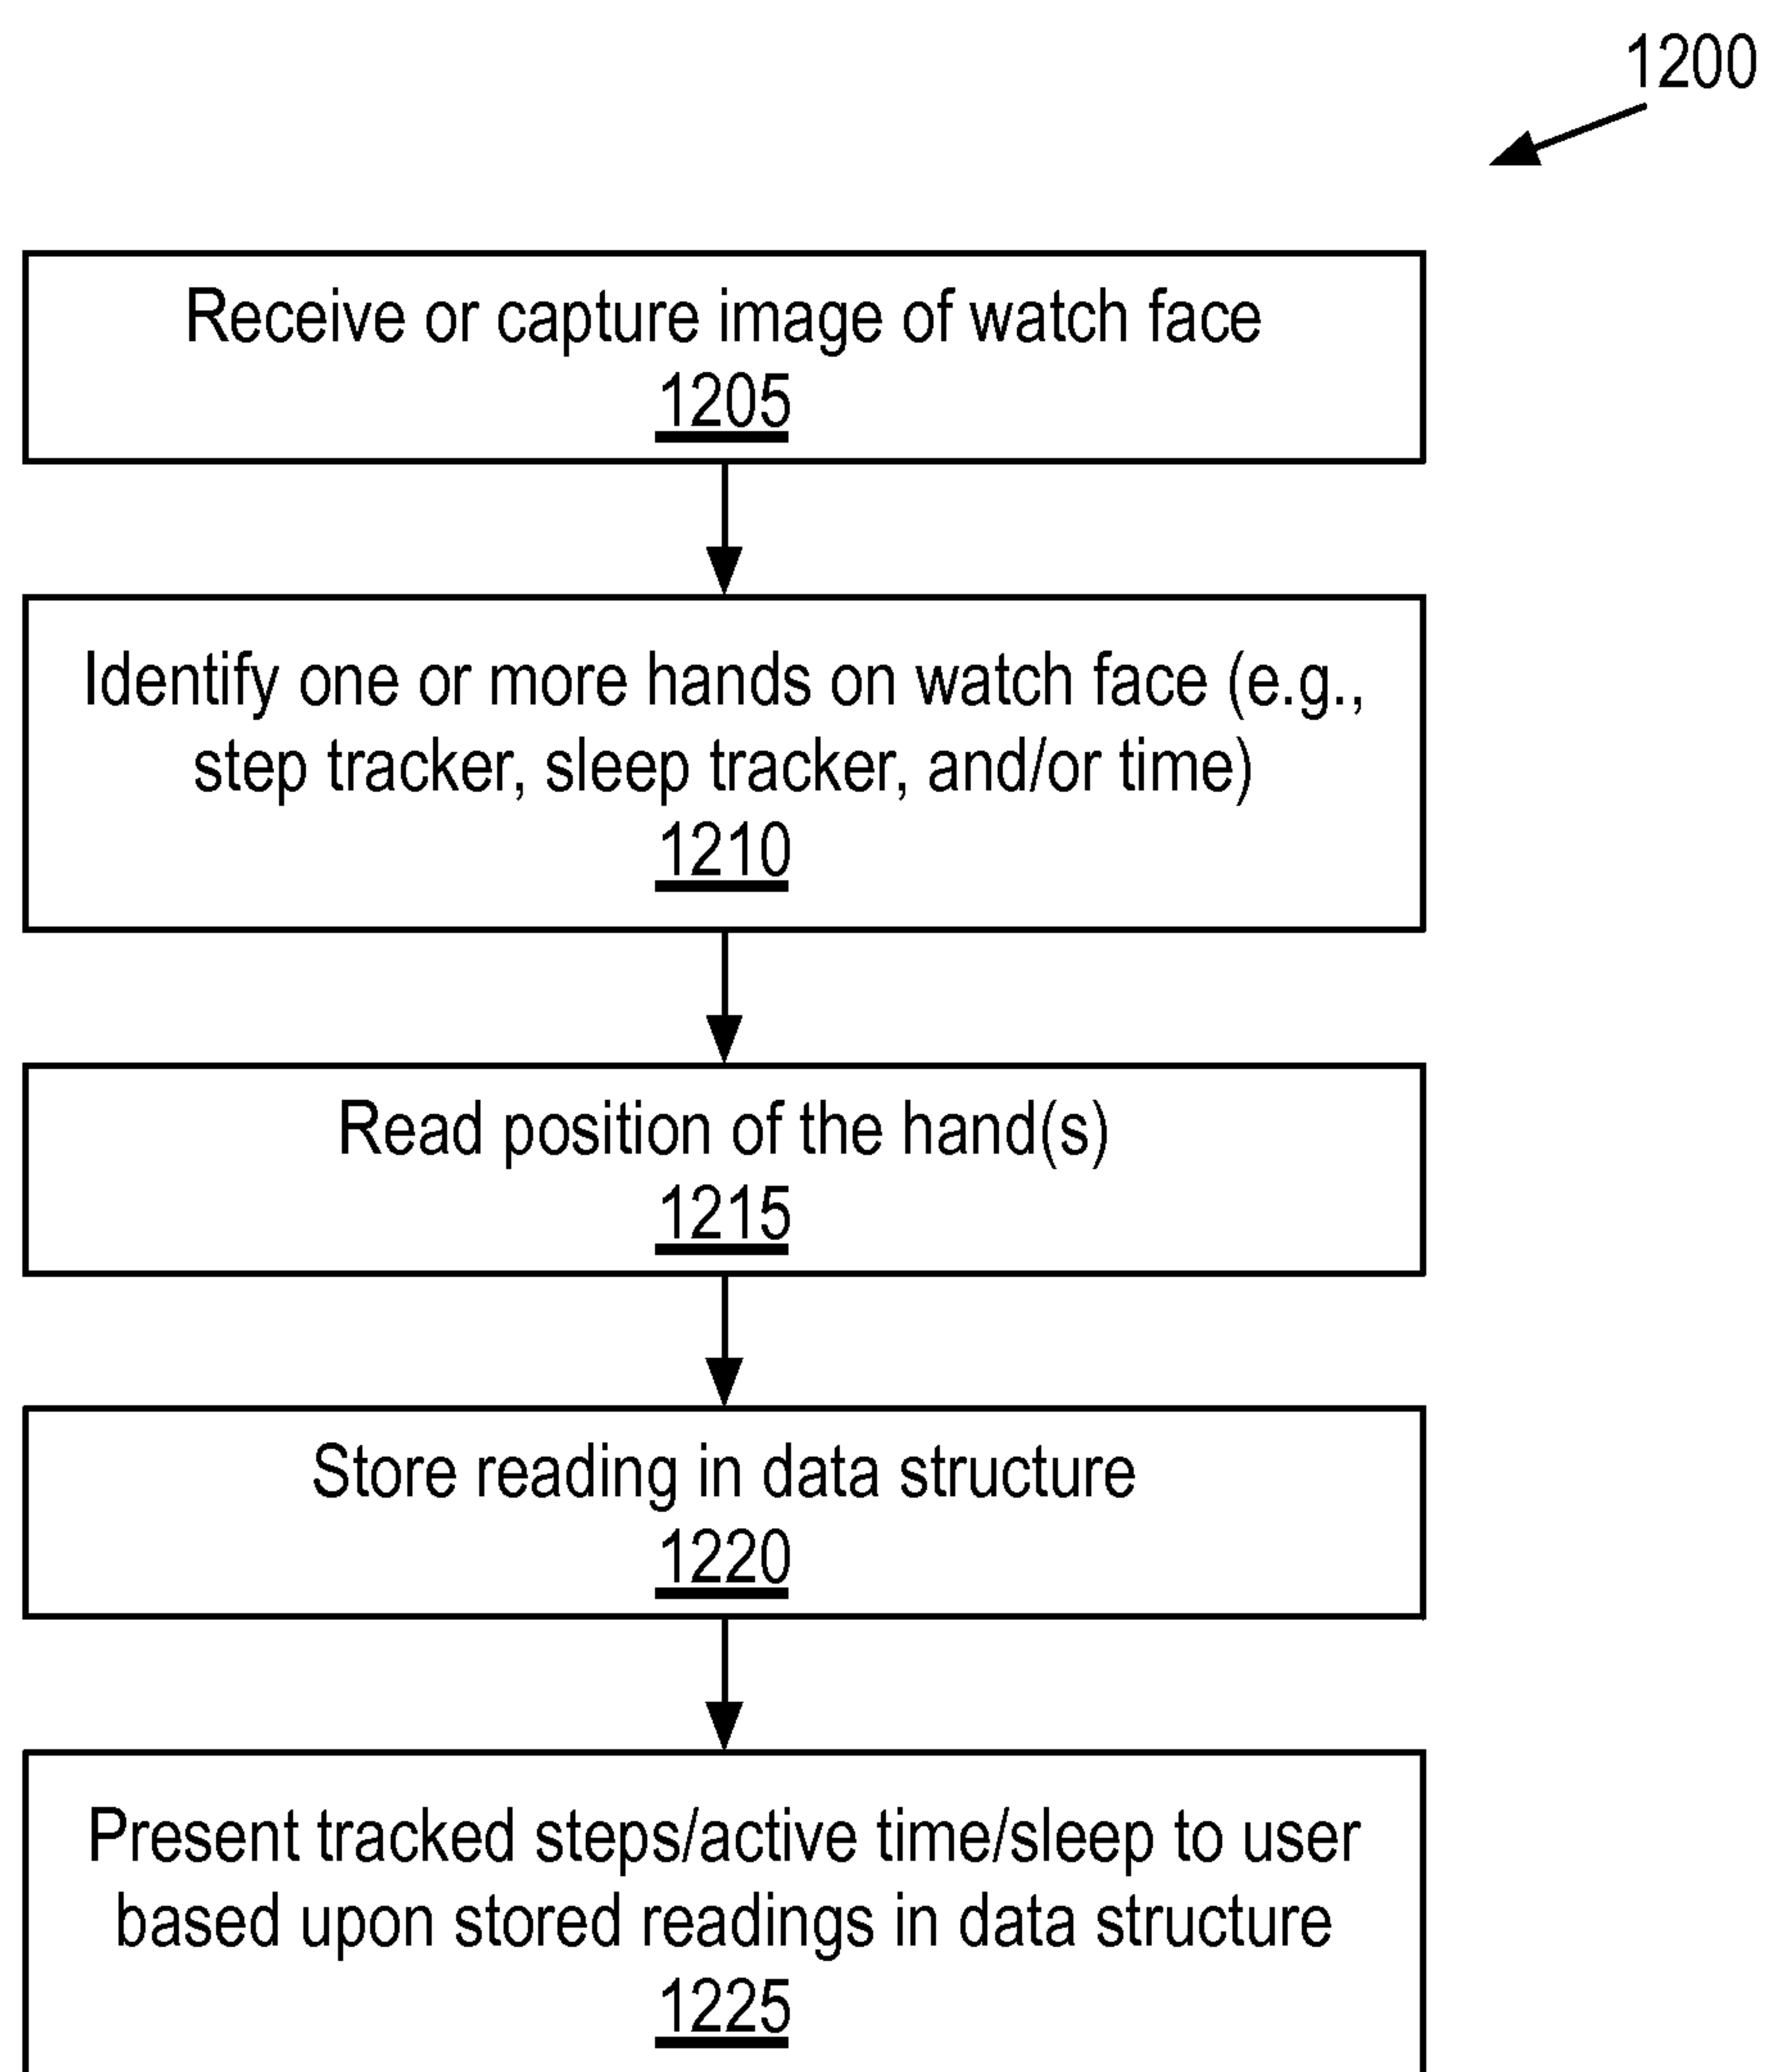 1200
Receive or capture image of watch face
1205
Identify one or more hands on watch face (e.g.,
step tracker, sleep tracker, and/or time)
1210
Read position of the hand(s)
1215
Store reading in data structure
1220
Present tracked steps/active time/sleep to user
based upon stored readings in data structure
1225